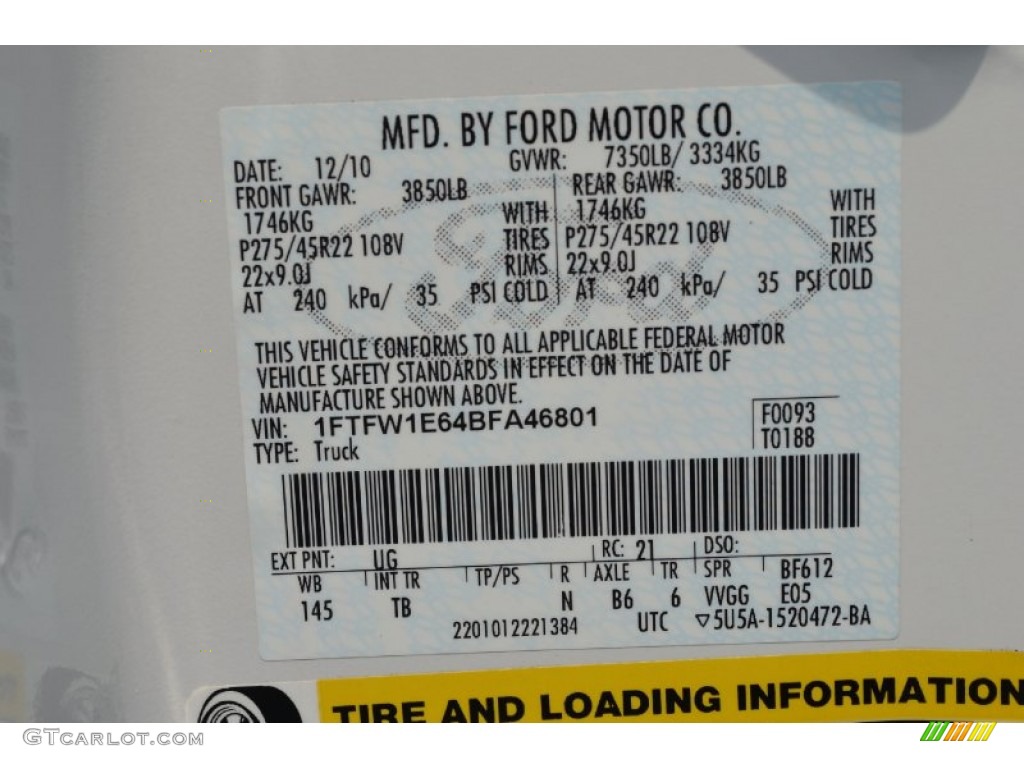 MFD. BY FORD MOTOR CO.
DATE: 12/10 GVWR: 7350LB/ 3334KG
FRONT GAWR: 3850LB REAR GAWR: 3850LB
1746KG WITH 1746KG WITH
P275/45R22 108V TIRES P275/45R22 108V TIRES
22x9.0J RIMS 22x9.0J RIMS
AT 240 kPa/ 35 PSI COLD AT 240 kPa/ 35 PSI COLD
Ford
THIS VEHICLE CONFORMS TO ALL APPLICABLE FEDERAL MOTOR
VEHICLE SAFETY STANDARDS IN EFFECT ON THE DATE OF
MANUFACTURE SHOWN ABOVE.
VIN: 1FTFW1E64BFA46801 F0093
TYPE: Truck T0188
EXT PNT: UG RC: 21 DSO:
WB INT TR TP/PS R AXLE TR SPR BF612
145 TB N B6 6 VVGG E05
2201012221384 UTC ▽5U5A-1520472-BA
TIRE AND LOADING INFORMATION
GTCarLot.com